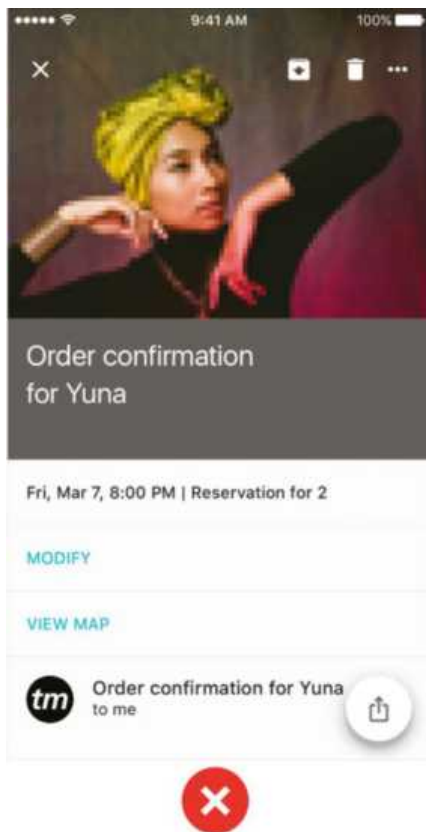 9:41 AM
100%
Order confirmation
for Yuna
Fri, Mar 7, 8:00 PM | Reservation for 2
MODIFY
VIEW MAP
tm
Order confirmation for Yuna
to me